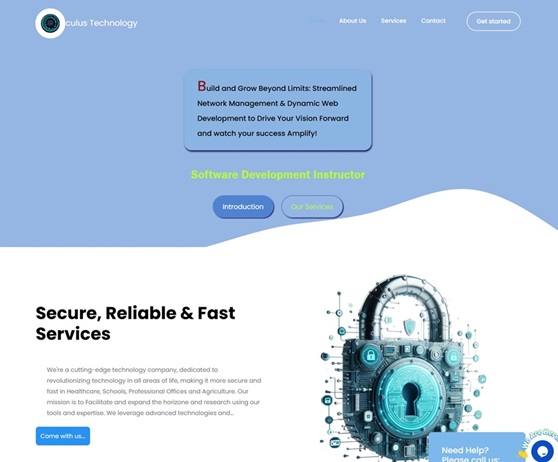 culus Technology
About Us
Services
Contact
Get started
Build and Grow Beyond Limits: Streamlined
Network Management & Dynamic Web
Development to Drive Your Vision Forward
and watch your success Amplify!
Software Development Instructor
Introduction
Our Services
Secure, Reliable & Fast
Services
We're a cutting-edge technology company, dedicated to
revolutionizing technology in all areas of life, making it more secure and
fast in Healthcare, Schools, Professional Offices and Agriculture. Our
mission is to Facilitate and expand the horizone and research using our
tools and expertise. We leverage advanced technologies and...
Come with us...
Need Help?
Please call us: